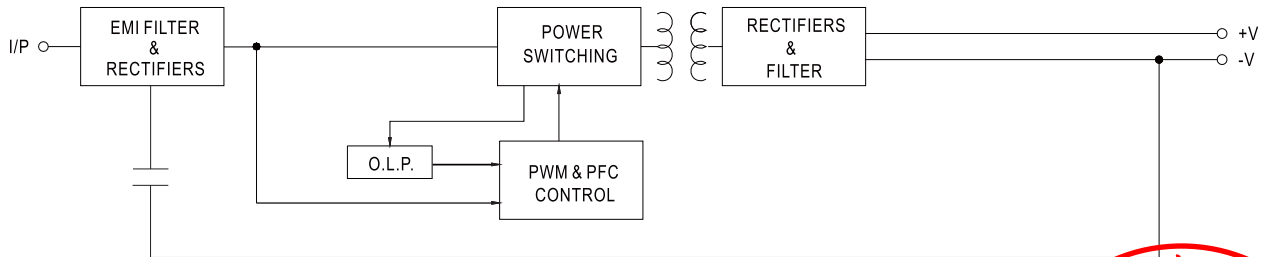 I/P
EMI FILTER
&
RECTIFIERS
POWER
SWITCHING
RECTIFIERS
&
FILTER
+V
-V
O.L.P.
PWM & PFC
CONTROL